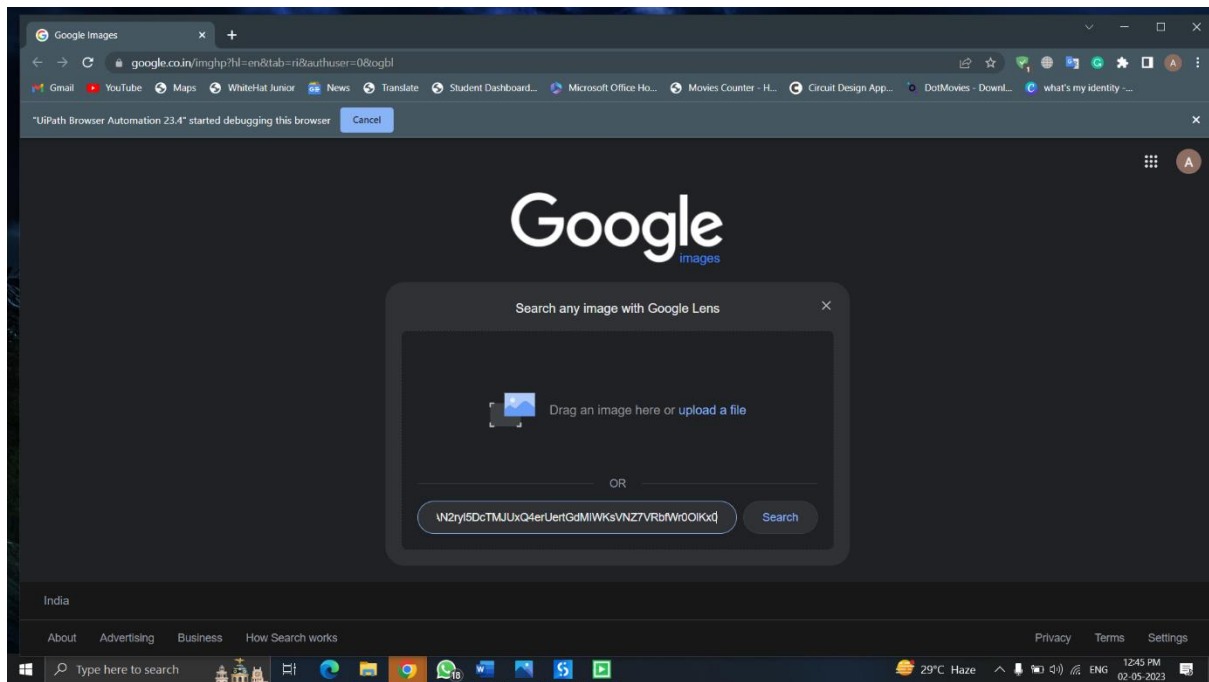 Google Images
google.co.in/imghp?hl=en&tab=ri&authuser=0&ogbl
Gmail YouTube Maps WhiteHat Junior News Translate Student Dashboard... Microsoft Office Ho... Movies Counter - H... Circuit Design App... DotMovies - Downl... what's my identity -...
"UiPath Browser Automation 23.4" started debugging this browser Cancel
A
Google
images
Search any image with Google Lens
Drag an image here or upload a file
OR
Search
India
About Advertising Business How Search works Privacy Terms Settings
Type here to search 18 29°C Haze ENG 12:45 PM
02-05-2023